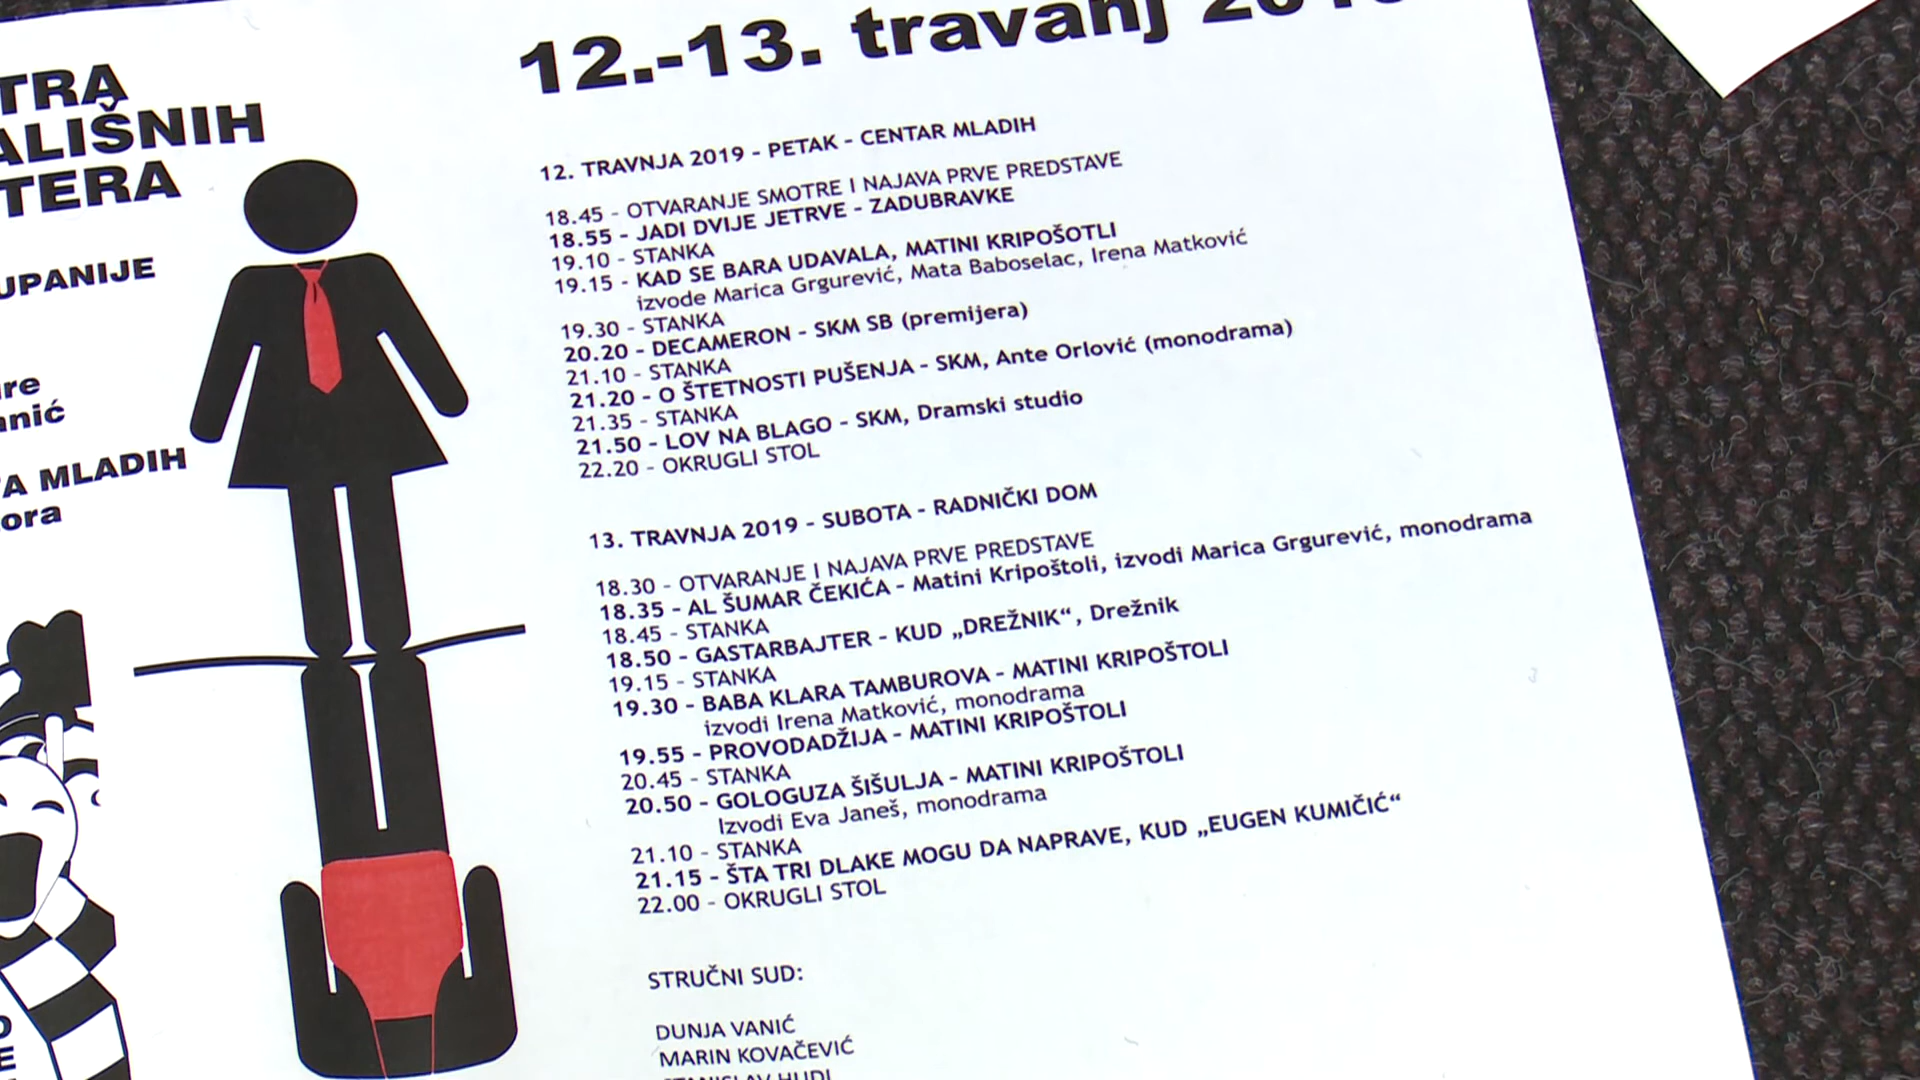 TRA
ALIŠNIH
TERA
UPANIJE
re
anić
A MLADIH
ora
12.-13. travanj
12. TRAVNJA 2019 - PETAK - CENTAR MLADIH
18.45 - OTVARANJE SMOTRE I NAJAVA PRVE PREDSTAVE
18.55 - JADI DVIJE JETRVE - ZADUBRAVKE
19.10 - STANKA
19.15 - KAD SE BARA UDAVALA, MATINI KRIPOŠOTLI
izvode Marica Grgurević, Mata Baboselac, Irena Matković
19.30 - STANKA
20.20 - DECAMERON - SKM SB (premijera)
21.10 - STANKA
21.20 - O ŠTETNOSTI PUŠENJA - SKM, Ante Orlović (monodrama)
21.35 - STANKA
21.50 - LOV NA BLAGO - SKM, Dramski studio
22.20 - OKRUGLI STOL
13. TRAVNJA 2019 - SUBOTA - RADNIČKI DOM
18.30 - OTVARANJE I NAJAVA PRVE PREDSTAVE
18.35 - AL ŠUMAR ČEKIĆA - Matini Kripoštoli, izvodi Marica Grgurević, monodrama
18.45 - STANKA
18.50 - GASTARBAJTER - KUD „DREŽNIK“, Drežnik
19.15 - STANKA
19.30 - BABA KLARA TAMBUROVA - MATINI KRIPOŠTOLI
izvodi Irena Matković, monodrama
19.55 - PROVODADŽIJA - MATINI KRIPOŠTOLI
20.45 - STANKA
20.50 - GOLOGUZA ŠIŠULJA - MATINI KRIPOŠTOLI
Izvodi Eva Janeš, monodrama
21.10 - STANKA
21.15 - ŠTA TRI DLAKE MOGU DA NAPRAVE, KUD „EUGEN KUMIČIĆ“
22.00 - OKRUGLI STOL
STRUČNI SUD:
DUNJA VANIĆ
MARIN KOVAČEVIĆ